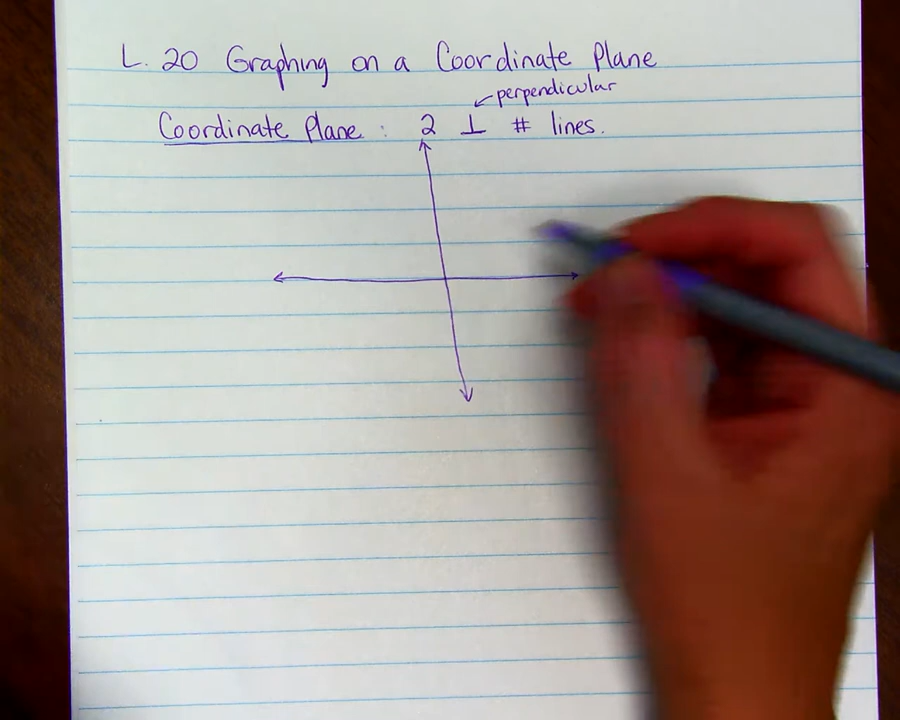 L. 20 Graphing on a Coordinate Plane
perpendicular
Coordinate Plane : 2 ⊥ # lines.